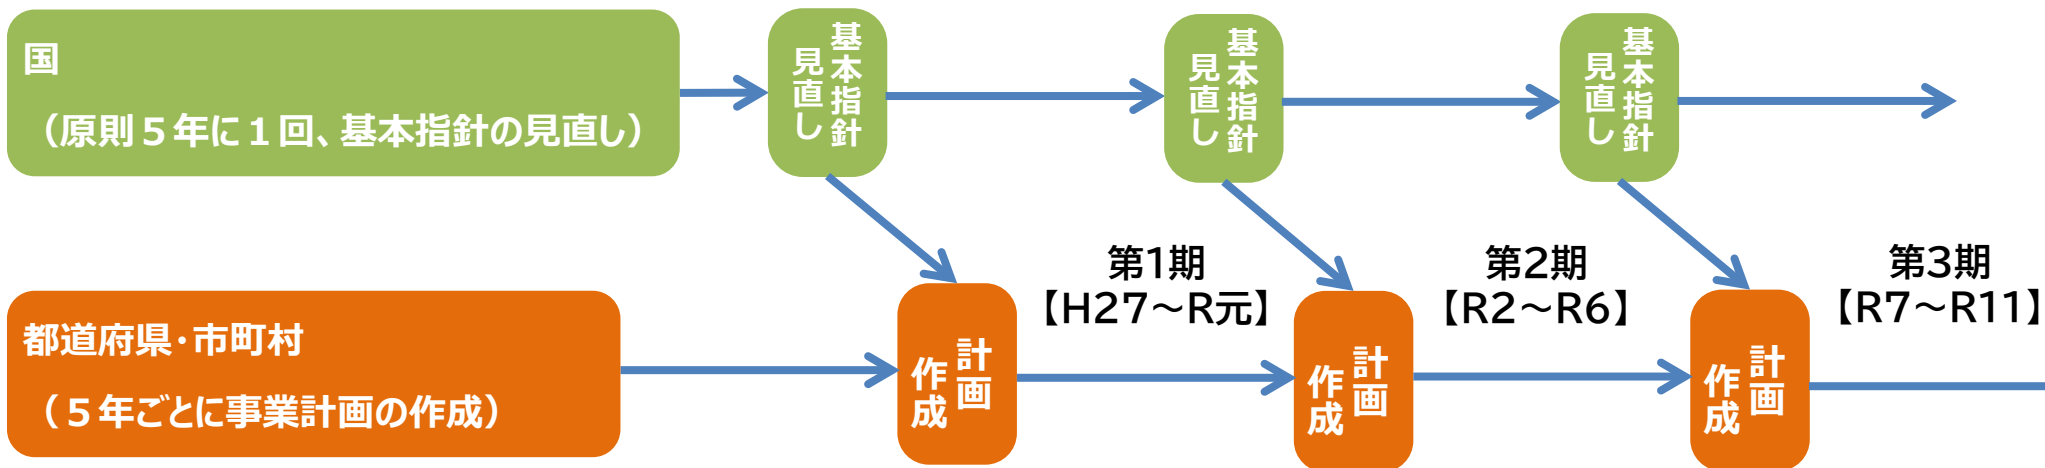 国
（原則５年に１回、基本指針の見直し）
基本指針
見直し
基本指針
見直し
基本指針
見直し
第1期
【H27～R元】
第2期
【R2～R6】
第3期
【R7～R11】
都道府県・市町村
（５年ごとに事業計画の作成）
計画
作成
計画
作成
計画
作成